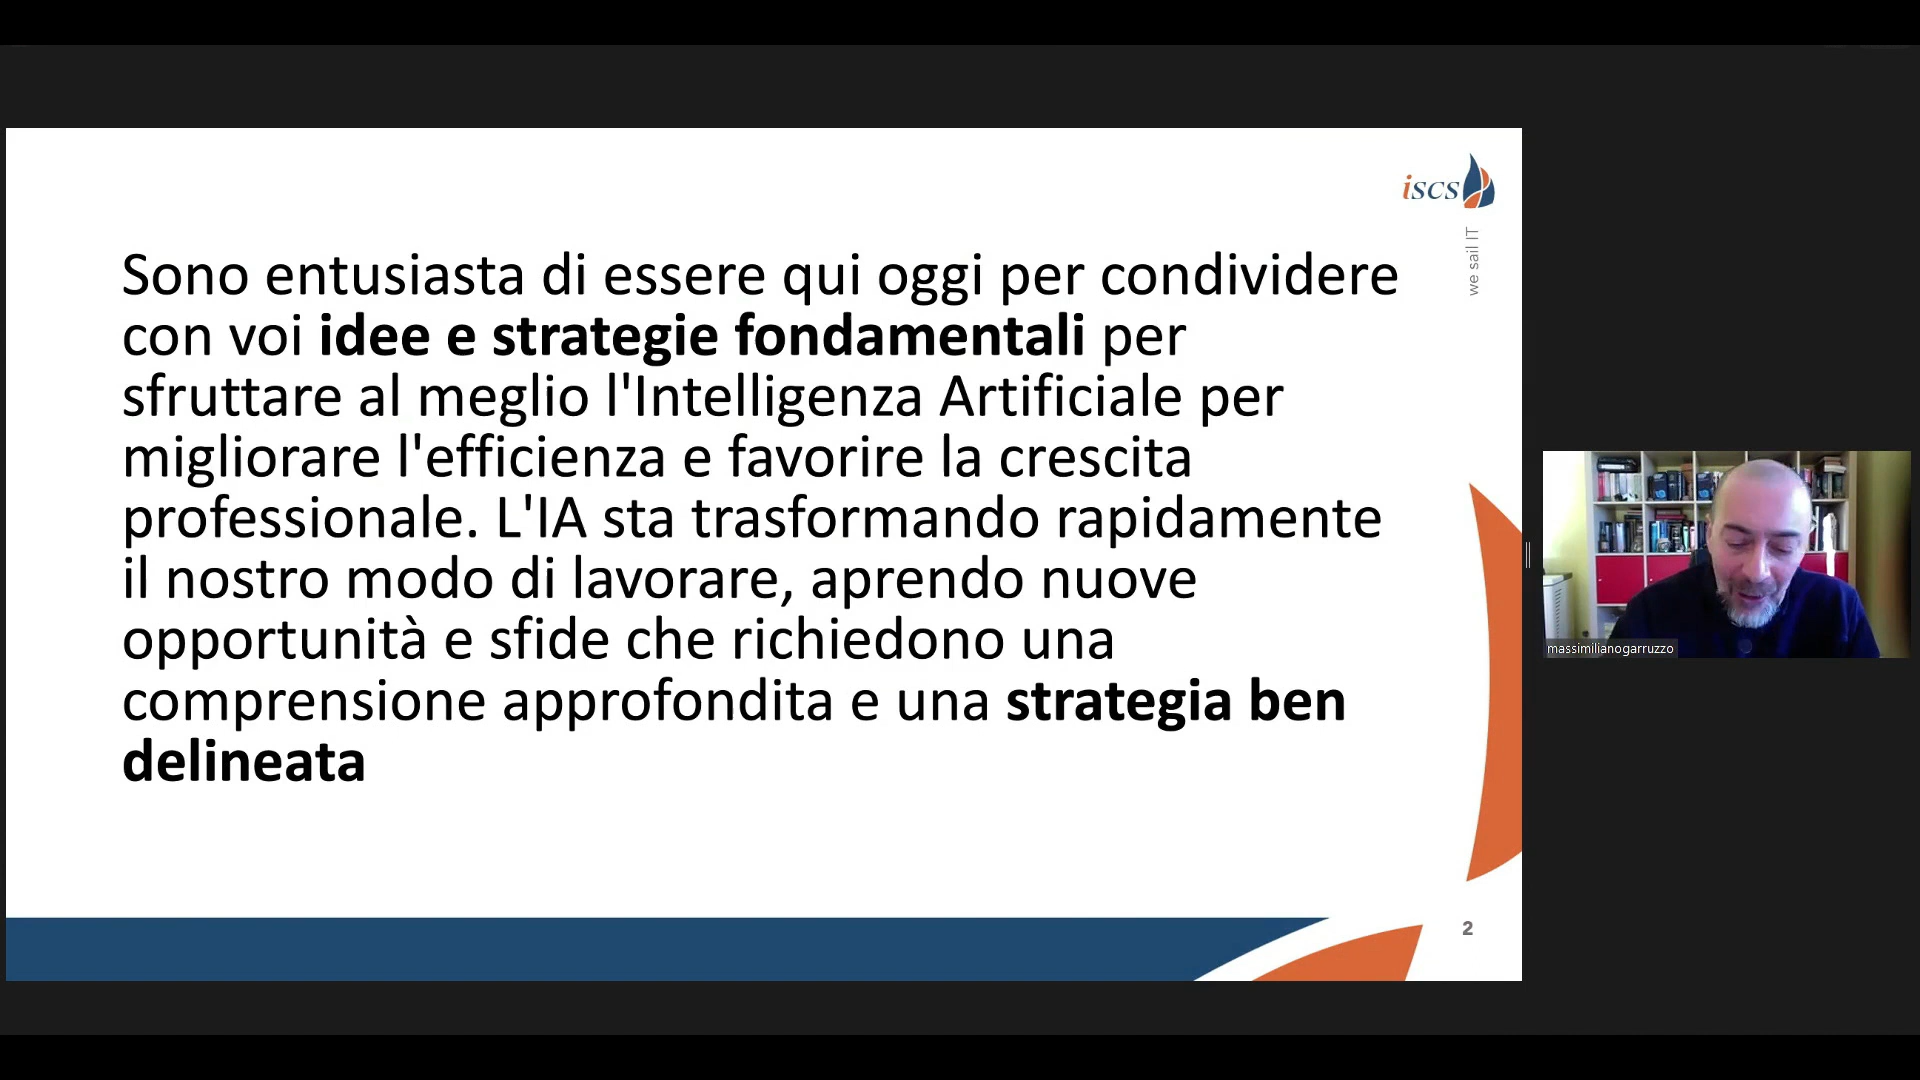 iscs
we sail IT
Sono entusiasta di essere qui oggi per condividere
con voi idee e strategie fondamentali per
sfruttare al meglio l'Intelligenza Artificiale per
migliorare l'efficienza e favorire la crescita
professionale. L'IA sta trasformando rapidamente
il nostro modo di lavorare, aprendo nuove
opportunità e sfide che richiedono una
comprensione approfondita e una strategia ben
delineata
2
massimilianogarruzzo